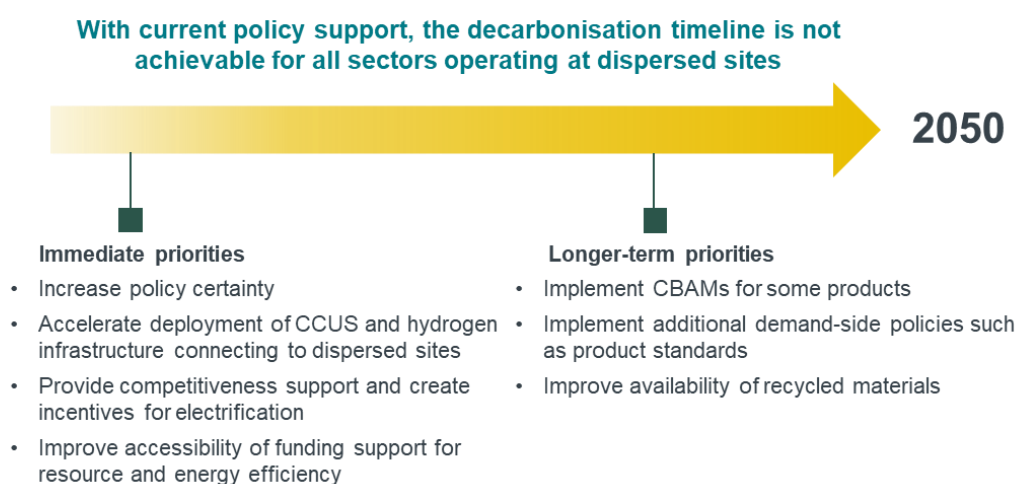 With current policy support, the decarbonisation timeline is not
achievable for all sectors operating at dispersed sites
2050
Immediate priorities
• Increase policy certainty
• Accelerate deployment of CCUS and hydrogen
infrastructure connecting to dispersed sites
• Provide competitiveness support and create
incentives for electrification
• Improve accessibility of funding support for
resource and energy efficiency
Longer-term priorities
• Implement CBAMs for some products
• Implement additional demand-side policies such
as product standards
• Improve availability of recycled materials